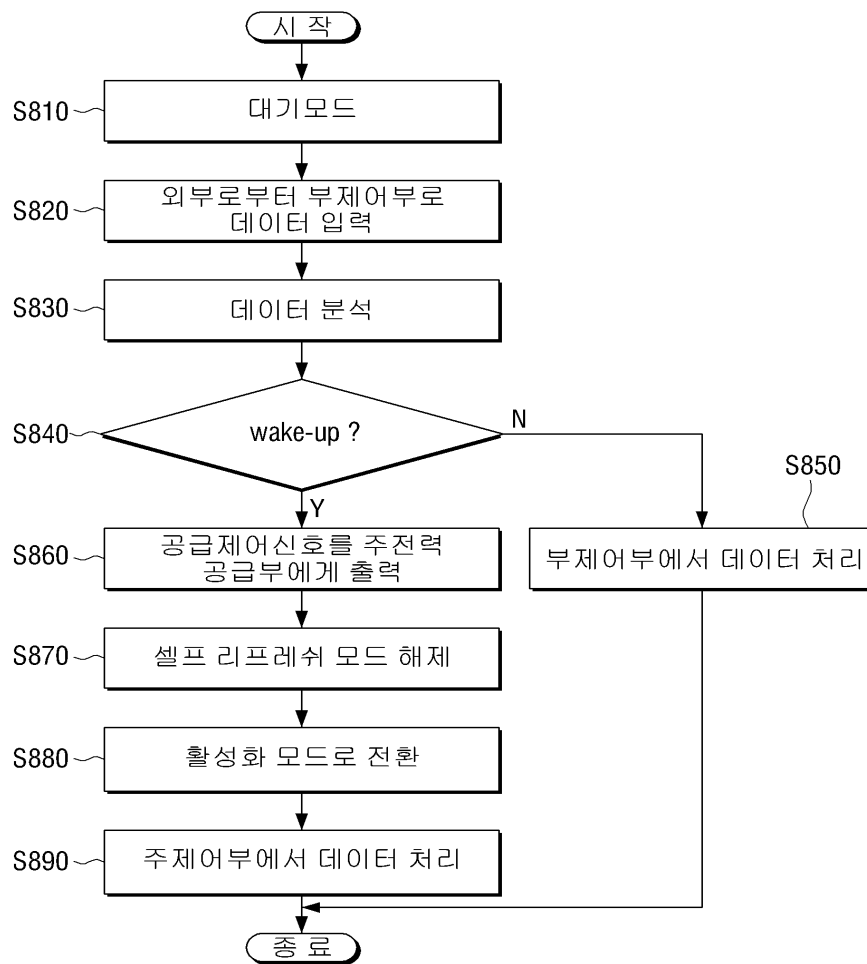 시 작
S810
대기모드
S820
외부로부터 부제어부로
데이터 입력
S830
데이터 분석
S840
wake-up ?
N
Y
S850
부제어부에서 데이터 처리
S860
공급제어신호를 주전력
공급부에게 출력
S870
셀프 리프레쉬 모드 해제
S880
활성화 모드로 전환
S890
주제어부에서 데이터 처리
종 료